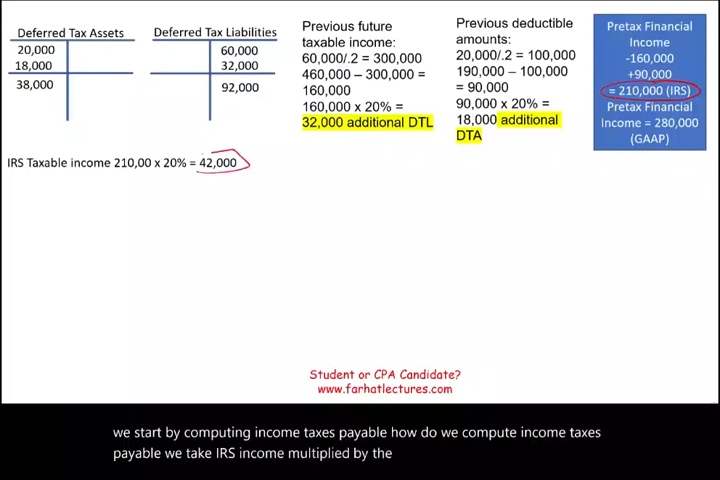 Deferred Tax Assets
20,000
18,000
38,000
Deferred Tax Liabilities
60,000
32,000
92,000
Previous future
taxable income:
60,000/.2 = 300,000
460,000 – 300,000 =
160,000
160,000 x 20% =
32,000 additional DTL
Previous deductible
amounts:
20,000/.2 = 100,000
190,000 – 100,000
= 90,000
90,000 x 20% =
18,000 additional
DTA
Pretax Financial
Income
-160,000
+90,000
= 210,000 (IRS)
Pretax Financial
Income = 280,000
(GAAP)
IRS Taxable income 210,00 x 20% = 42,000
Student or CPA Candidate?
www.farhatlectures.com
we start by computing income taxes payable how do we compute income taxes
payable we take IRS income multiplied by the